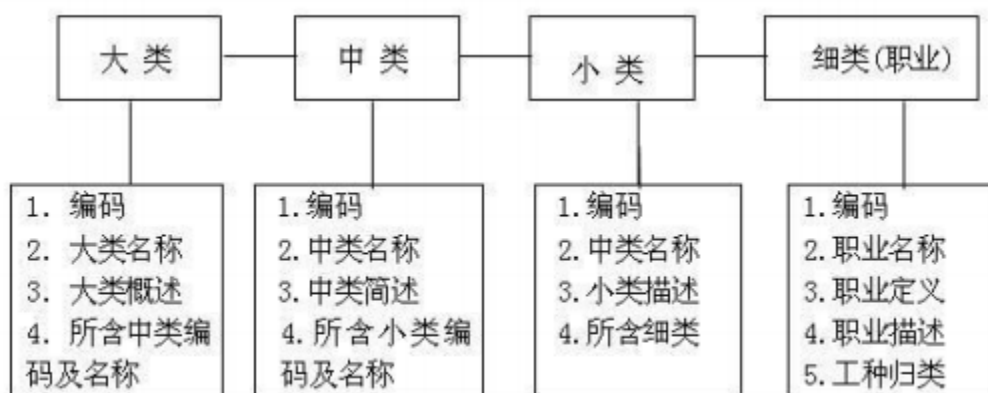 大类
中类
小类
细类(职业)
1. 编码
2. 大类名称
3. 大类概述
4. 所含中类编
码及名称
1.编码
2.中类名称
3.中类简述
4.所含小类编
码及名称
1.编码
2.中类名称
3.小类描述
4.所含细类
1.编码
2.职业名称
3.职业定义
4.职业描述
5.工种归类